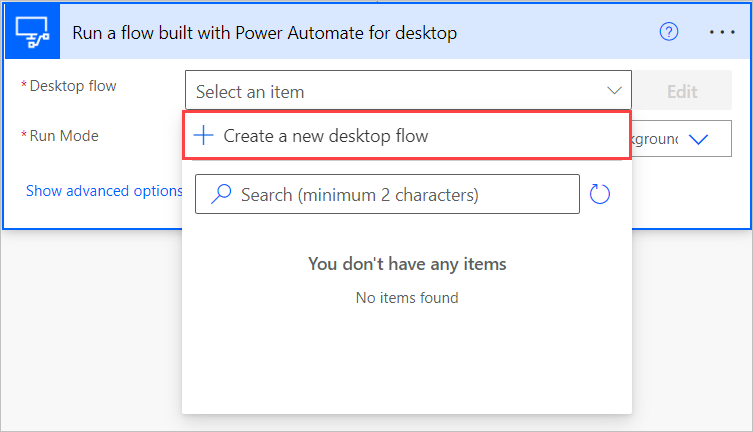 Run a flow built with Power Automate for desktop
* Desktop flow
Select an item
Edit
Create a new desktop flow
* Run Mode
Show advanced options
Search (minimum 2 characters)
You don't have any items
No items found